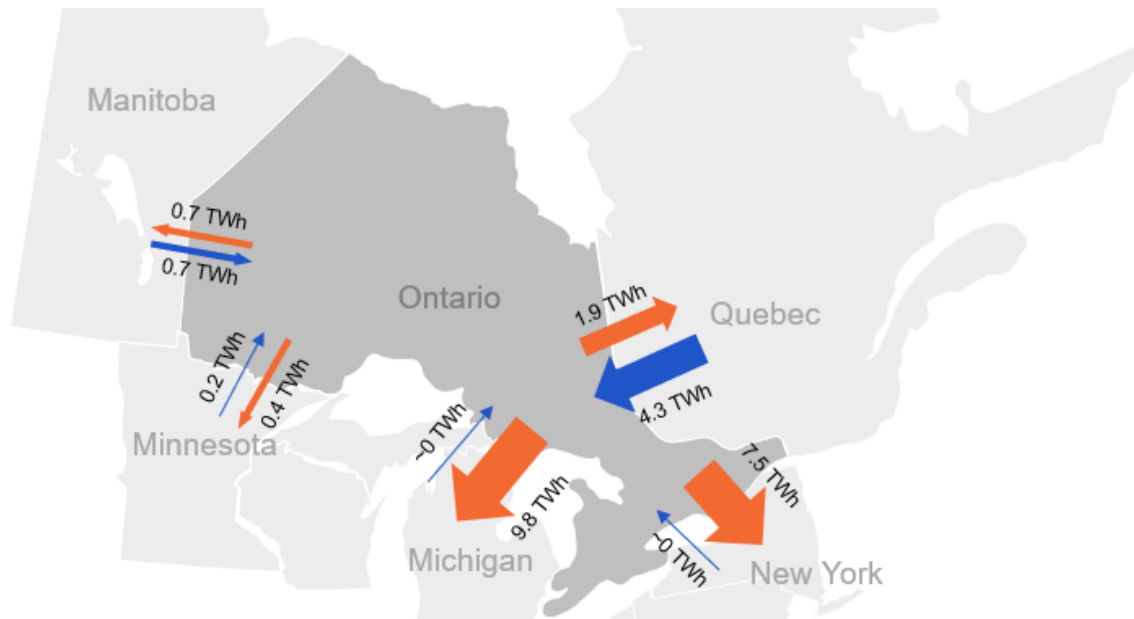 Manitoba
0.7 TWh
0.7 TWh
Ontario
1.9 TWh
Quebec
4.3 TWh
0.2 TWh
0.4 TWh
Minnesota
~0 TWh
9.8 TWh
Michigan
7.5 TWh
~0 TWh
New York